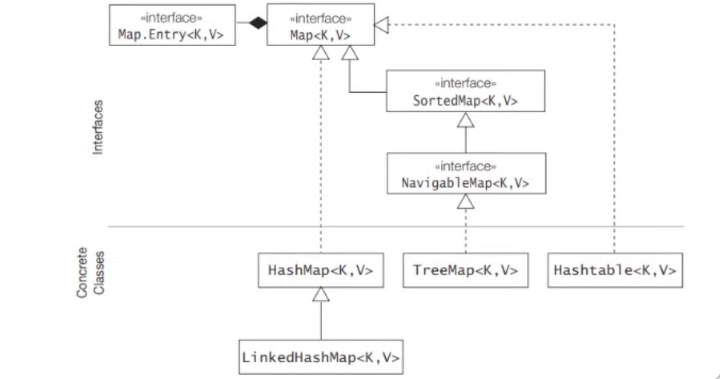 «interface»
Map.Entry<K,V>
«interface»
Map<K,V>
«interface»
SortedMap<K,V>
«interface»
NavigableMap<K,V>
Interfaces
Concrete
Classes
HashMap<K,V>
TreeMap<K,V>
Hashtable<K,V>
LinkedHashMap<K,V>